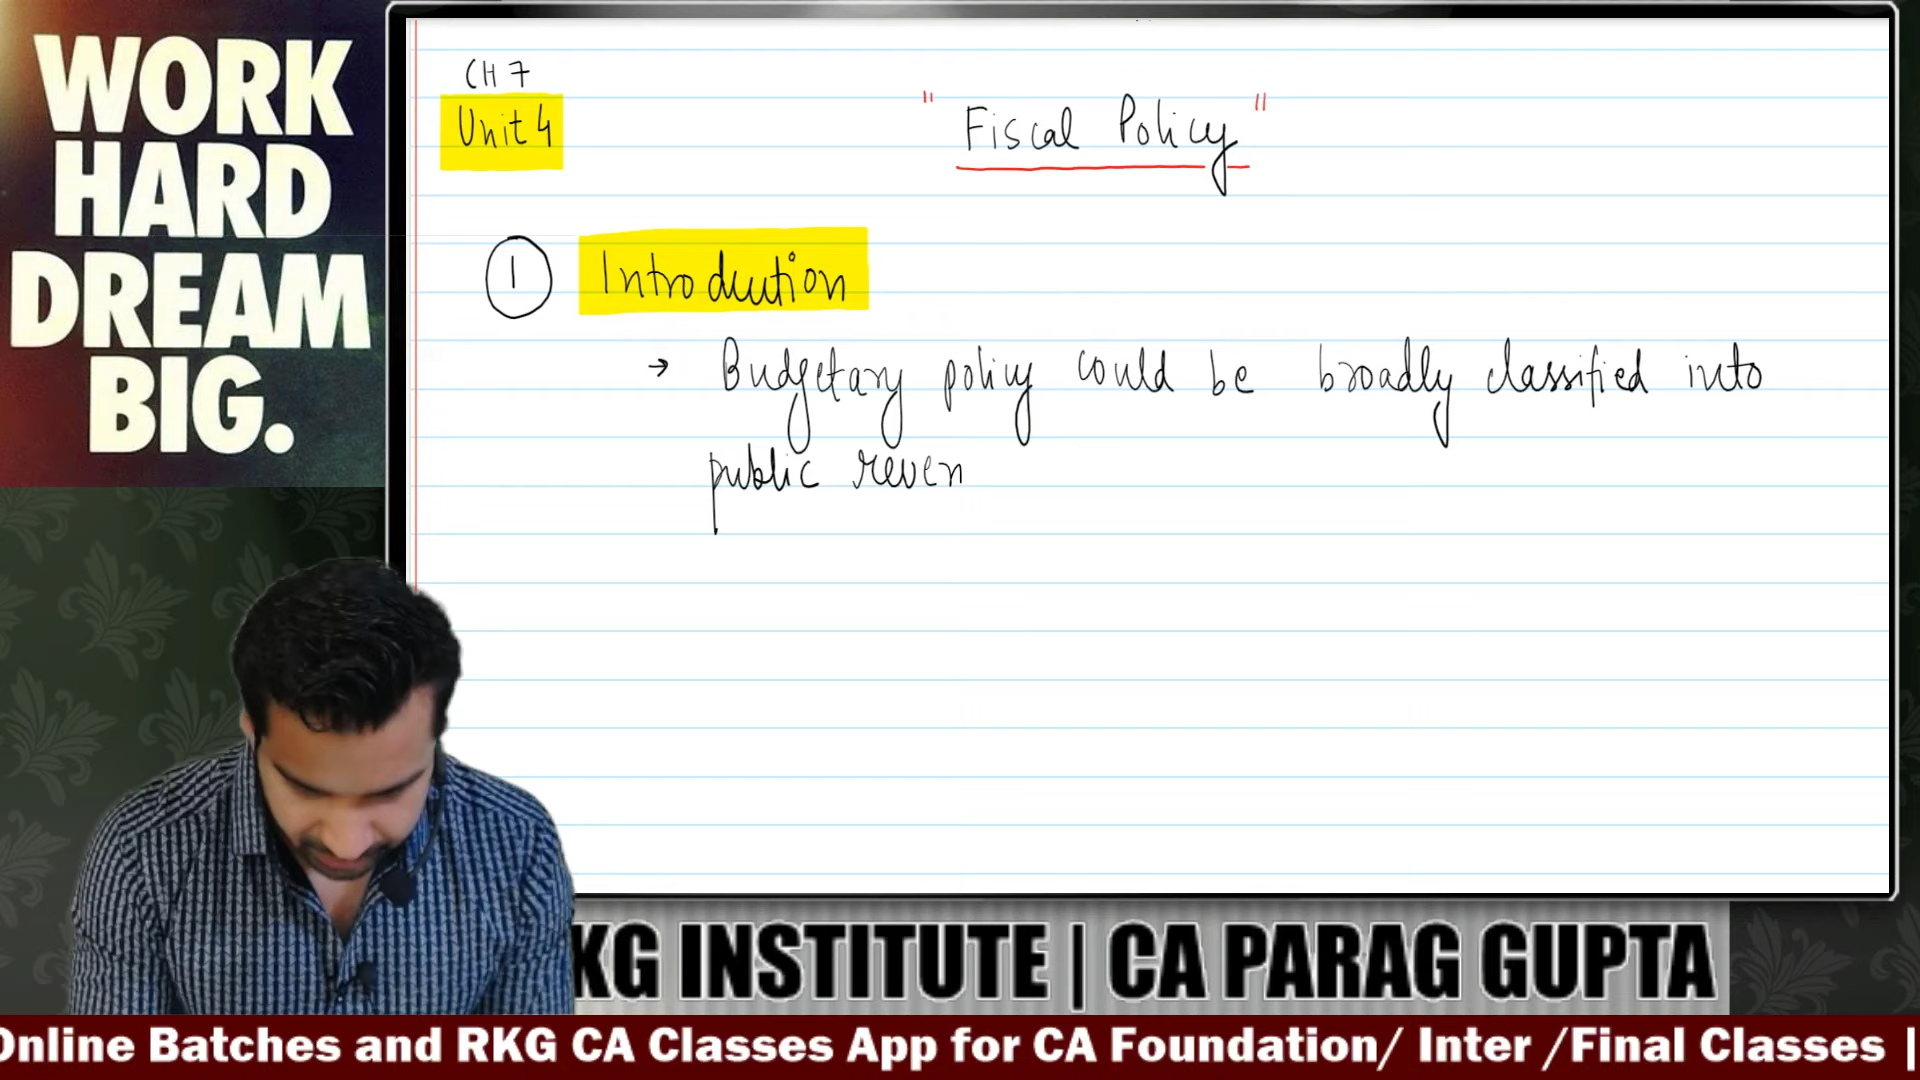 WORK
HARD
DREAM
BIG.
CH 7
Unit 4
" Fiscal Policy "
1 Introduction
→ Budgetary policy could be broadly classified into
public reven
KG INSTITUTE | CA PARAG GUPTA
Online Batches and RKG CA Classes App for CA Foundation/ Inter /Final Classes |